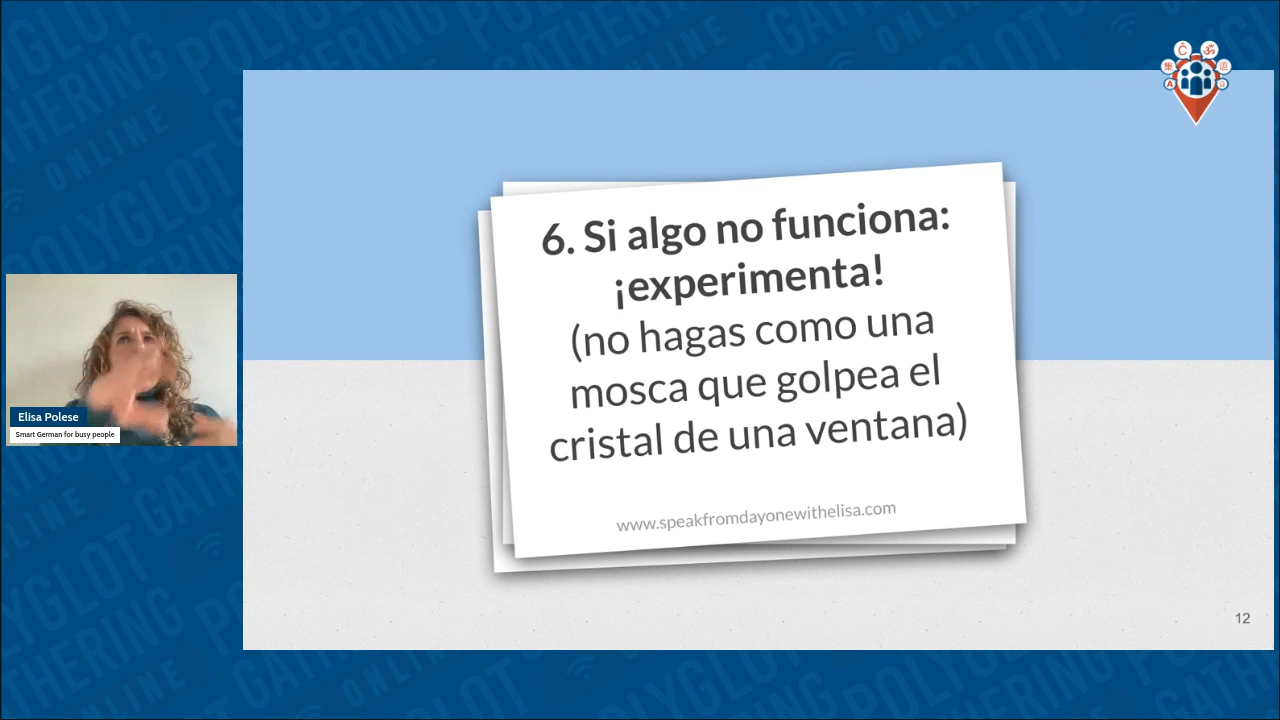 6. Si algo no funciona:
¡experimenta!
(no hagas como una
mosca que golpea el
cristal de una ventana)
www.speakfromdayonewithelisa.com
12
Elisa Polese
Smart German for busy people
POLYGLOT
GATHERING
ONLINE